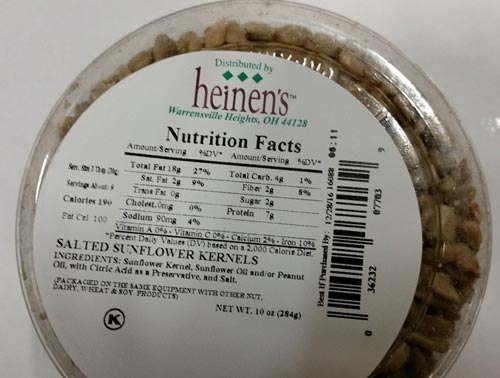 Distributed by
heinen's™
Warrensville Heights, OH 44128
Nutrition Facts
Amount/Serving %DV* Amount/Serving %DV*
Total Fat 18g 27% Total Carb. 4g 1%
Sat. Fat 2g 9% Fiber 2g 8%
Trans Fat 0g Sugar 2g
Cholest. 0mg 0% Protein 7g
Sodium 90mg 4%
Vitamin A 0% - Vitamin C 0% - Calcium 2% - Iron 10%
*Percent Daily Values (DV) based on a 2,000 Calorie Diet.
Servings About: 9
Calories 190
Fat Cal. 100
SALTED SUNFLOWER KERNELS
INGREDIENTS: Sunflower Kernel, Sunflower Oil and/or Peanut
Oil, with Citric Acid as a Preservative, and Salt.
(PACKAGED ON THE SAME EQUIPMENT WITH OTHER NUT,
DAIRY, WHEAT & SOY PRODUCTS)
NET WT. 10 oz (284g)
K
Best If Purchased By: 12/28/16 16082 08:11
0 36232 07703 9